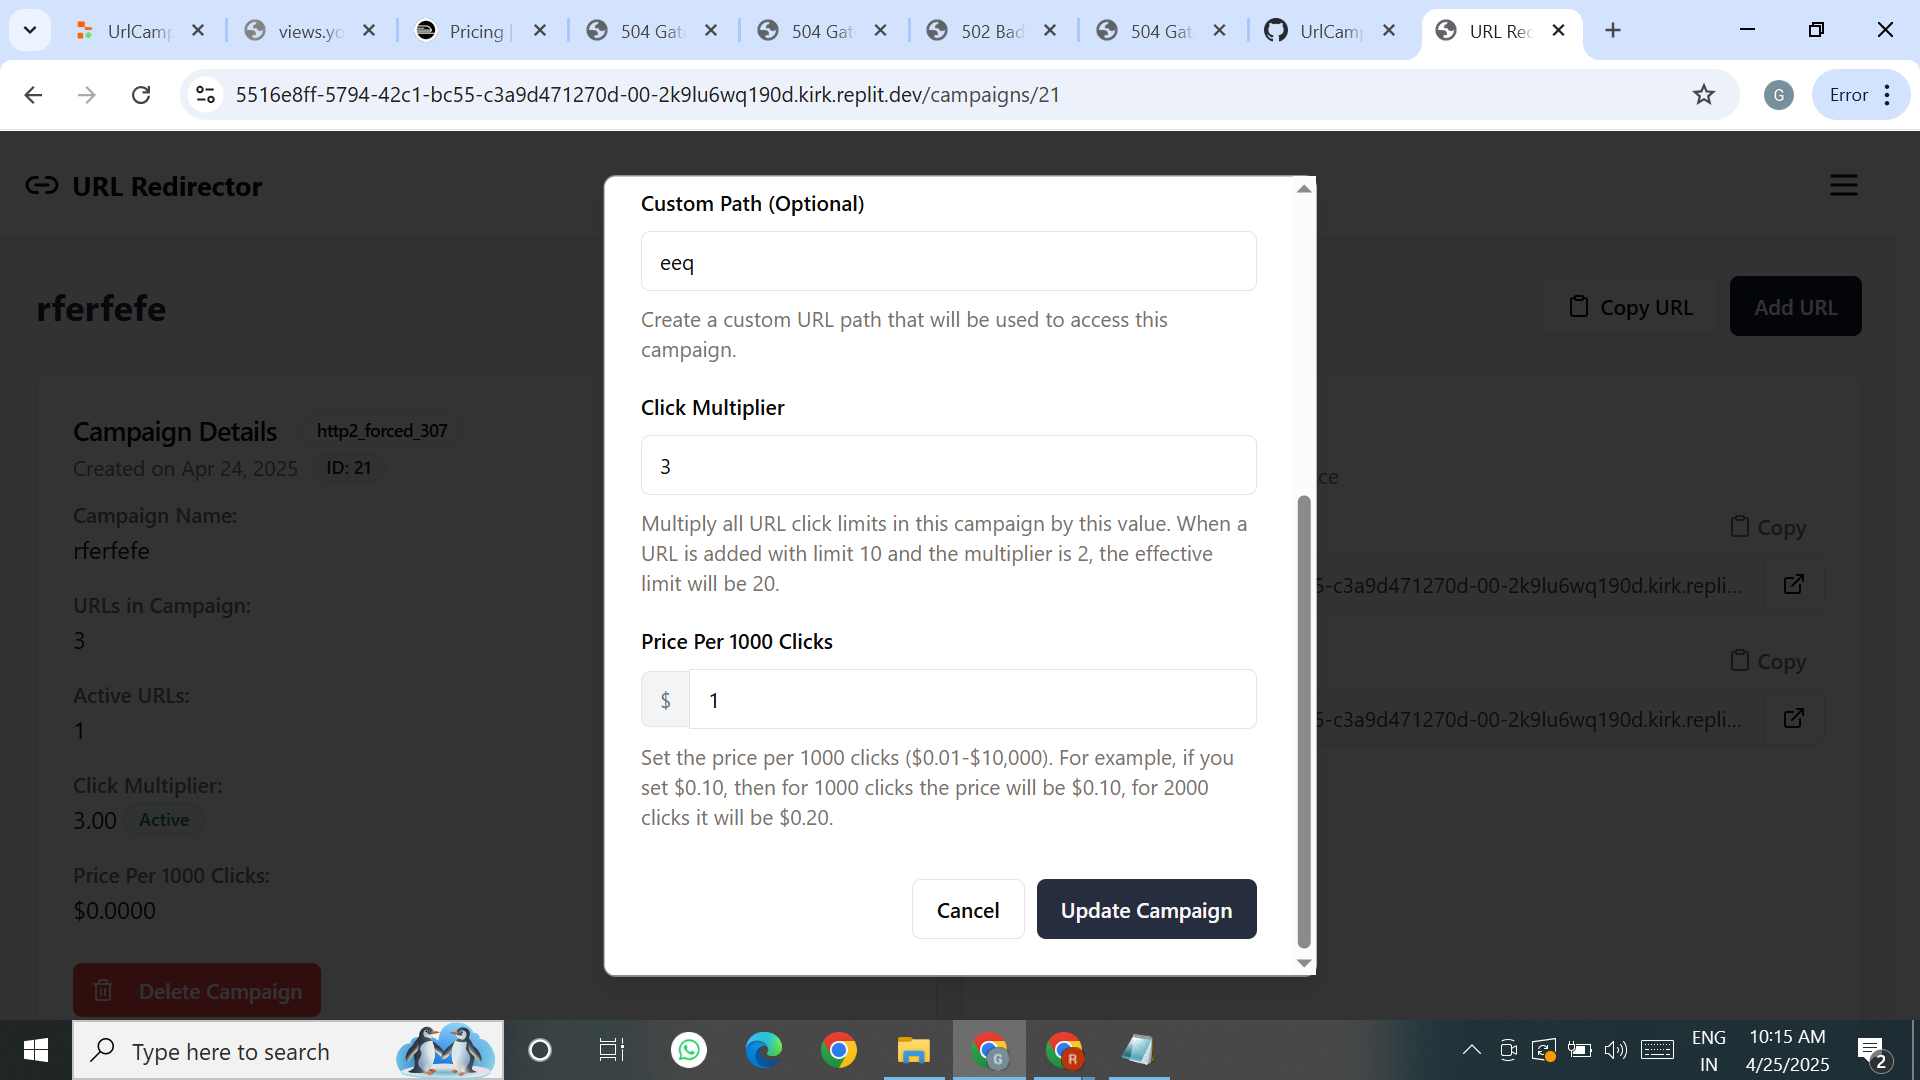 UrlCamp
views.yo
Pricing |
504 Gat
504 Gat
502 Bad
504 Gat
UrlCamp
URL Red
5516e8ff-5794-42c1-bc55-c3a9d471270d-00-2k9lu6wq190d.kirk.replit.dev/campaigns/21
G
Error
URL Redirector
rferfefe
Copy URL
Add URL
Campaign Details
http2_forced_307
Created on Apr 24, 2025
ID: 21
Campaign Name:
rferfefe
URLs in Campaign:
3
Active URLs:
1
Click Multiplier:
3.00
Active
Price Per 1000 Clicks:
$0.0000
Delete Campaign
Custom Path (Optional)
eeq
Create a custom URL path that will be used to access this
campaign.
Click Multiplier
3
Multiply all URL click limits in this campaign by this value. When a
URL is added with limit 10 and the multiplier is 2, the effective
limit will be 20.
Price Per 1000 Clicks
$
1
Set the price per 1000 clicks ($0.01-$10,000). For example, if you
set $0.10, then for 1000 clicks the price will be $0.10, for 2000
clicks it will be $0.20.
Cancel
Update Campaign
ce
Copy
5-c3a9d471270d-00-2k9lu6wq190d.kirk.repli...
Copy
5-c3a9d471270d-00-2k9lu6wq190d.kirk.repli...
Type here to search
G
R
ENG
IN
10:15 AM
4/25/2025
2